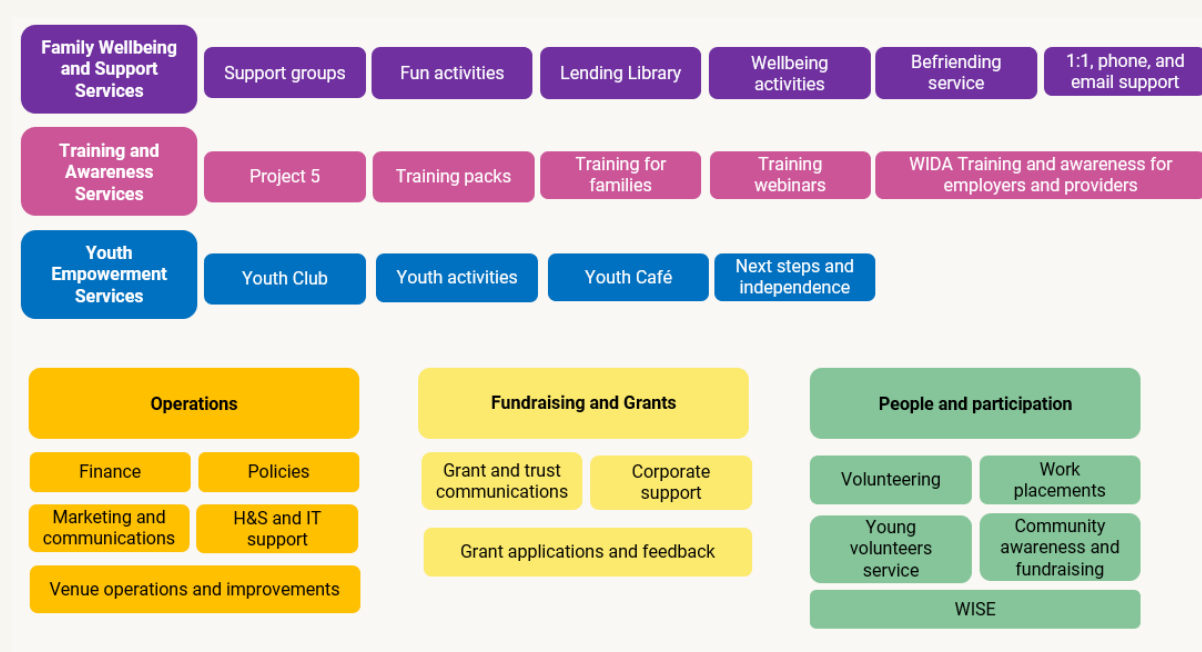 Family Wellbeing
and Support
Services
Support groups
Fun activities
Lending Library
Wellbeing
activities
Befriending
service
1:1, phone, and
email support
Training and
Awareness
Services
Project 5
Training packs
Training for
families
Training
webinars
WIDA Training and awareness for
employers and providers
Youth
Empowerment
Services
Youth Club
Youth activities
Youth Café
Next steps and
independence
Operations
Finance
Policies
Marketing and
communications
H&S and IT
support
Venue operations and improvements
Fundraising and Grants
Grant and trust
communications
Corporate
support
Grant applications and feedback
People and participation
Volunteering
Work
placements
Young
volunteers
service
Community
awareness and
fundraising
WISE